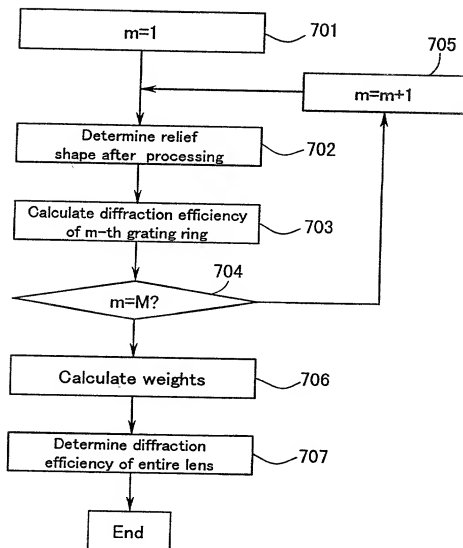 m=1
701
705
m=m+1
Determine relief
shape after processing
702
Calculate diffraction efficiency
of m-th grating ring
703
704
m=M?
Calculate weights
706
Determine diffraction
efficiency of entire lens
707
End